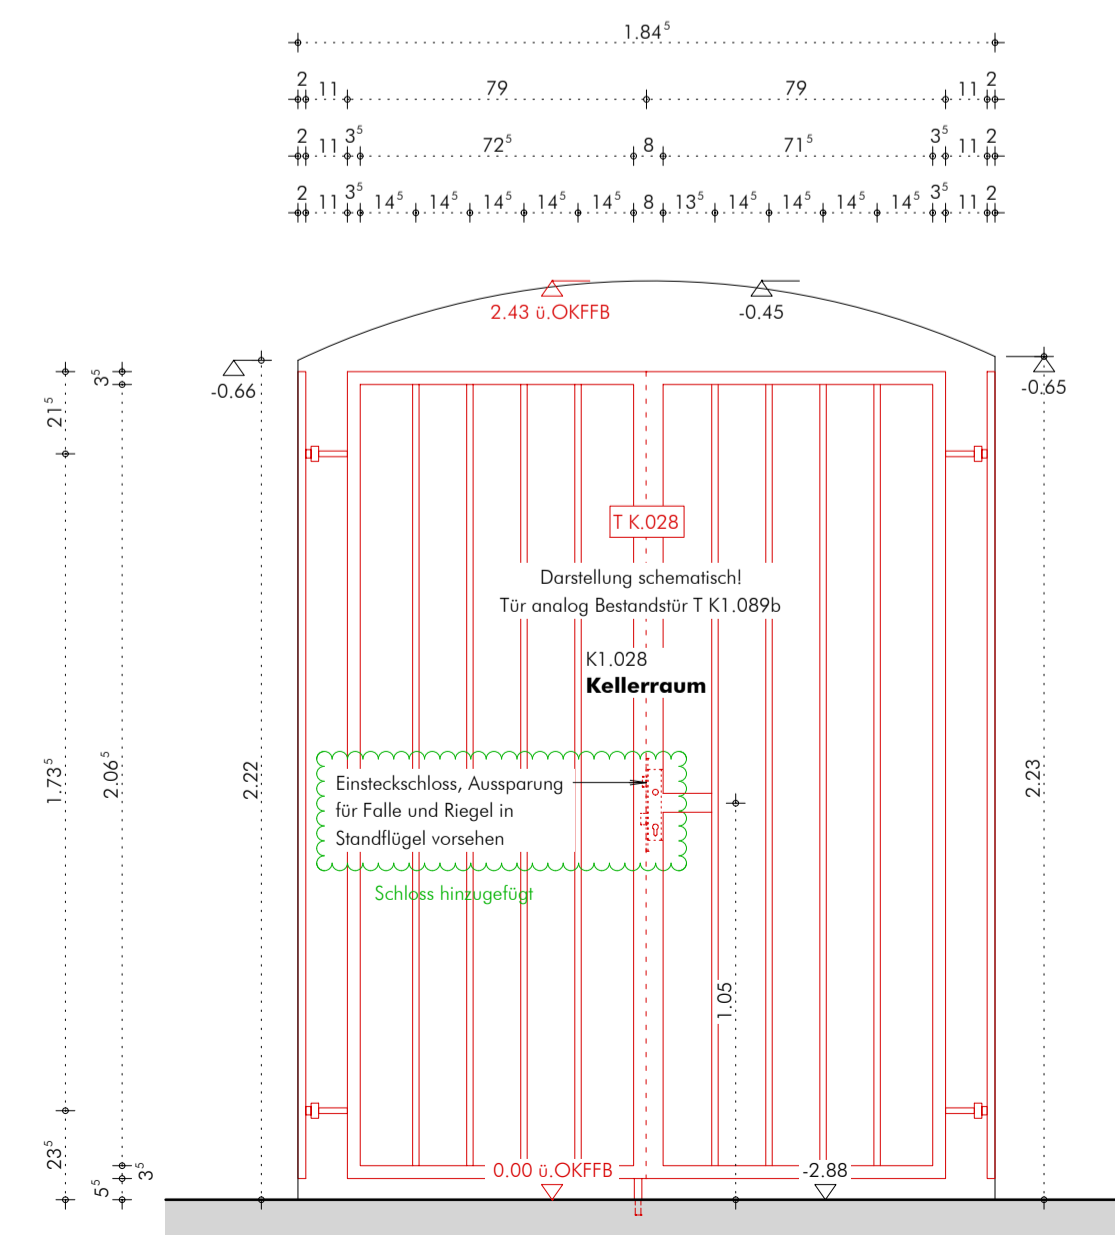 1.84⁵
2 11 79 79 11 2
2 11 3⁵ 72⁵ 8 71⁵ 3⁵ 11 2
2 11 3⁵ 14⁵ 14⁵ 14⁵ 14⁵ 14⁵ 8 13⁵ 14⁵ 14⁵ 14⁵ 14⁵ 3⁵ 11 2
2.43 ü.OKFFB
-0.45
-0.66
-0.65
3⁵
21⁵
T K.028
Darstellung schematisch!
Tür analog Bestandstür T K1.089b
K1.028
Kellerraum
1.73⁵
2.06⁵
2.22
2.23
Einsteckschloss, Aussparung
für Falle und Riegel in
Standflügel vorsehen
Schloss hinzugefügt
1.05
23⁵
3⁵
5⁵
0.00 ü.OKFFB
-2.88